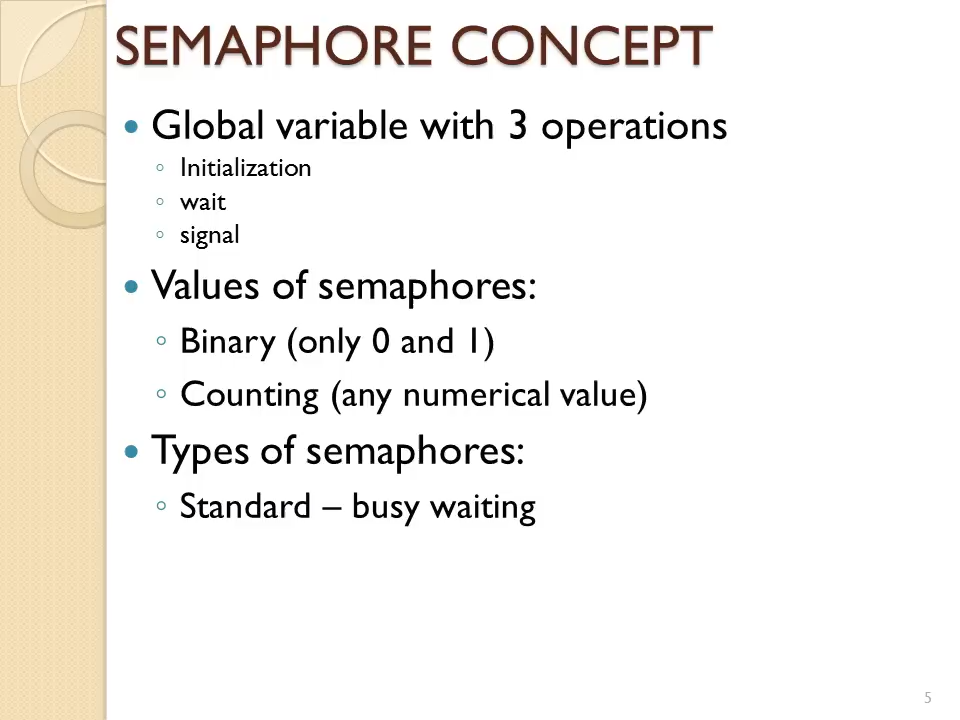 SEMAPHORE CONCEPT
• Global variable with 3 operations
◦ Initialization
◦ wait
◦ signal
• Values of semaphores:
◦ Binary (only 0 and 1)
◦ Counting (any numerical value)
• Types of semaphores:
◦ Standard – busy waiting
5